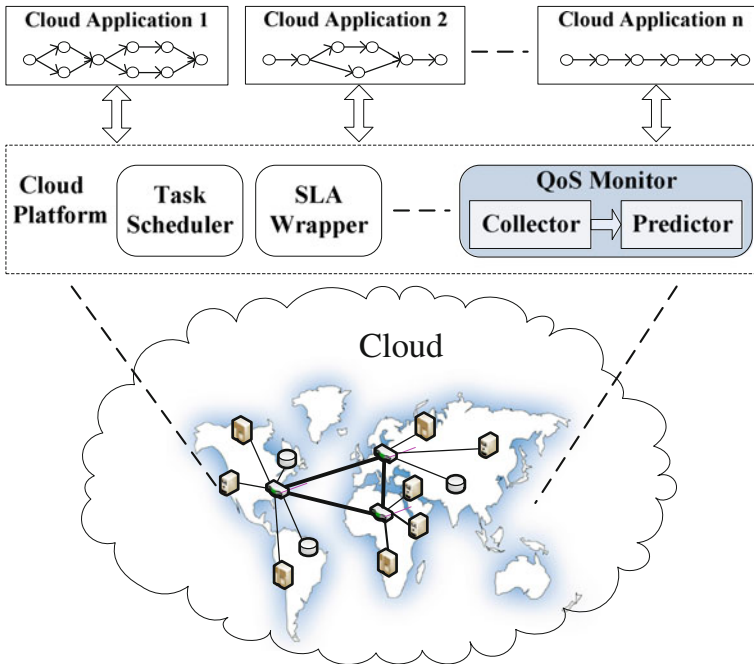 Cloud Application 1
Cloud Application 2
Cloud Application n
Cloud
Platform
Task
Scheduler
SLA
Wrapper
QoS Monitor
Collector
Predictor
Cloud